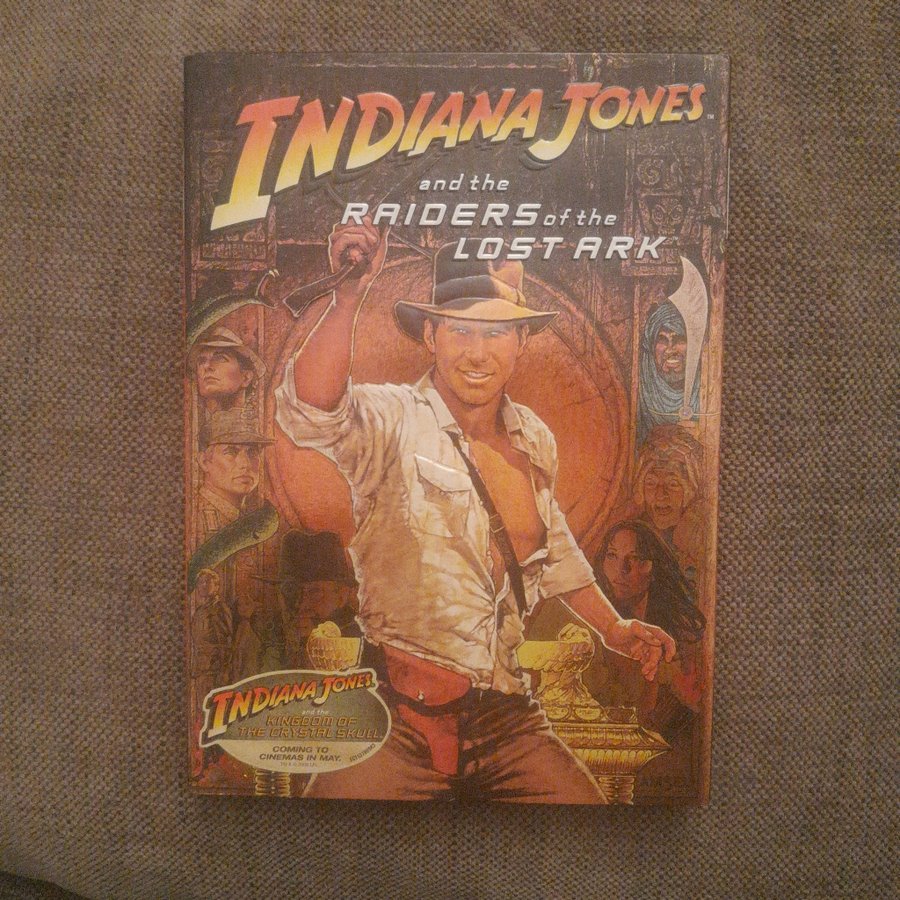 INDIANA JONES™
and the
RAIDERS of the
LOST ARK
INDIANA JONES
and the
KINGDOM OF
THE CRYSTAL SKULL
COMING TO
CINEMAS IN MAY.